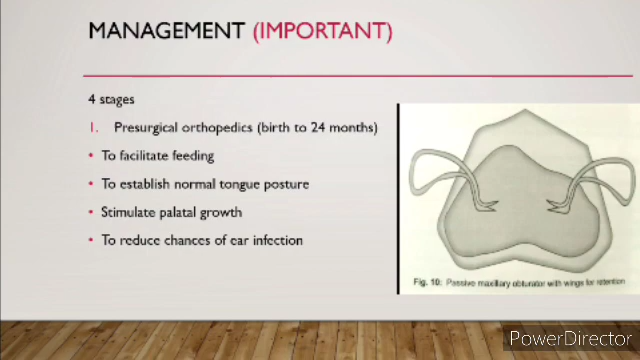 MANAGEMENT (IMPORTANT)
4 stages
1. Presurgical orthopedics (birth to 24 months)
• To facilitate feeding
• To establish normal tongue posture
• Stimulate palatal growth
• To reduce chances of ear infection
Fig. 10: Passive maxillary obturator with wings for retention
PowerDirector